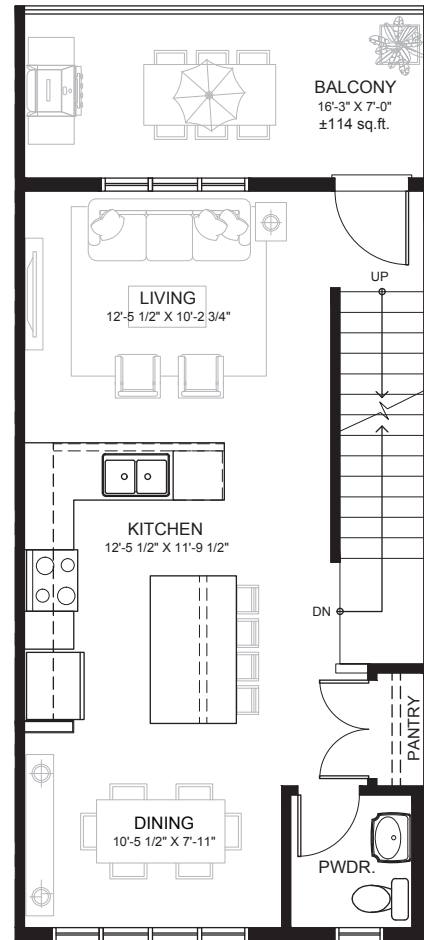 BALCONY
16'-3" X 7'-0"
±114 sq.ft.
UP
LIVING
12'-5 1/2" X 10'-2 3/4"
KITCHEN
12'-5 1/2" X 11'-9 1/2"
DN
PANTRY
DINING
10'-5 1/2" X 7'-11"
PWDR.